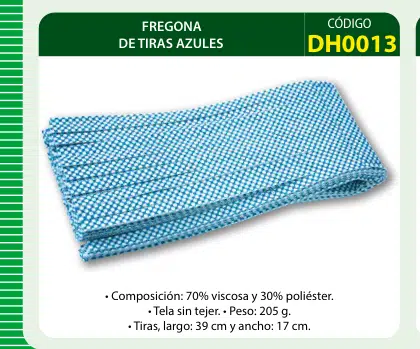 FREGONA
DE TIRAS AZULES
CÓDIGO
DH0013
• Composición: 70% viscosa y 30% poliéster.
• Tela sin tejer. • Peso: 205 g.
• Tiras, largo: 39 cm y ancho: 17 cm.